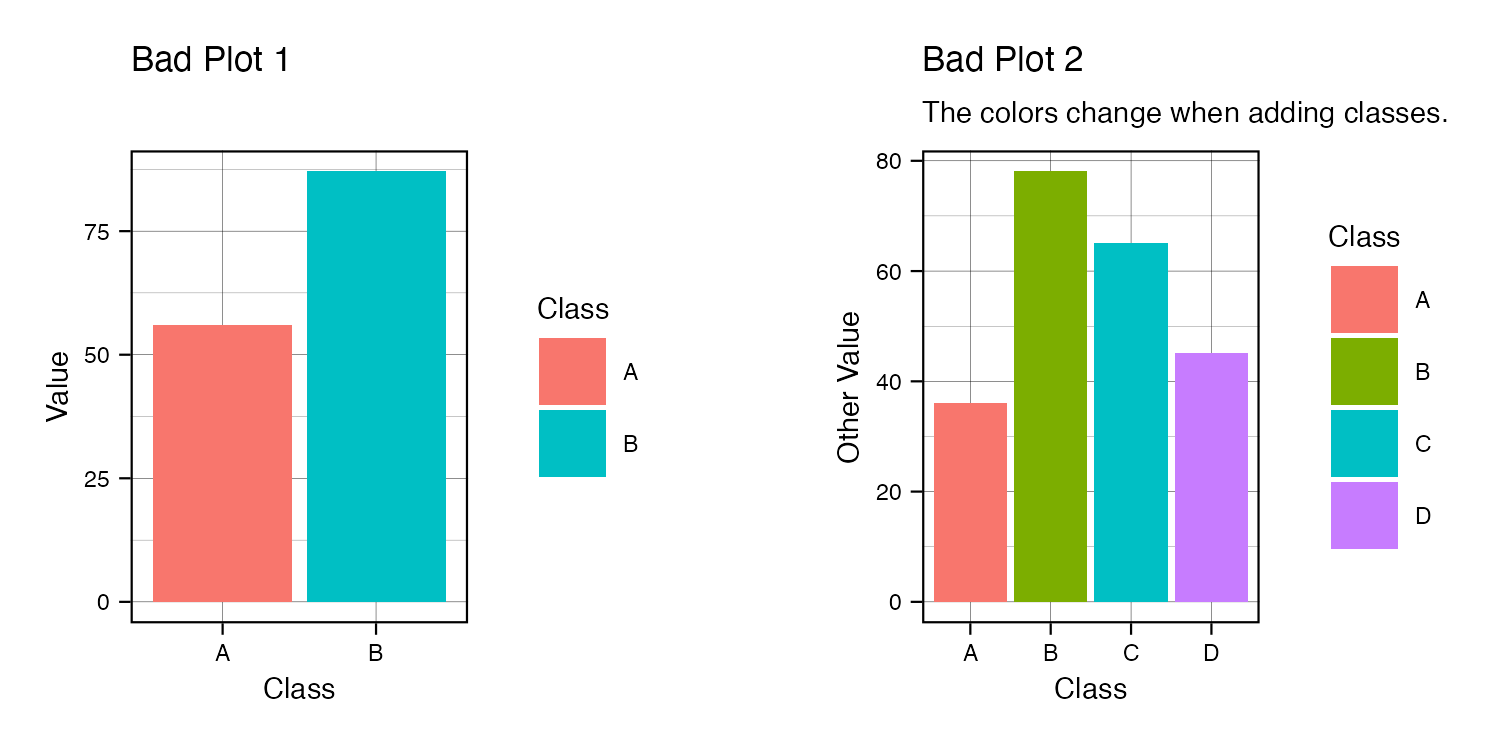 Bad Plot 1
Value
75
50
25
0
A
B
Class
Class
A
B
Bad Plot 2
The colors change when adding classes.
Other Value
80
60
40
20
0
A
B
C
D
Class
Class
A
B
C
D